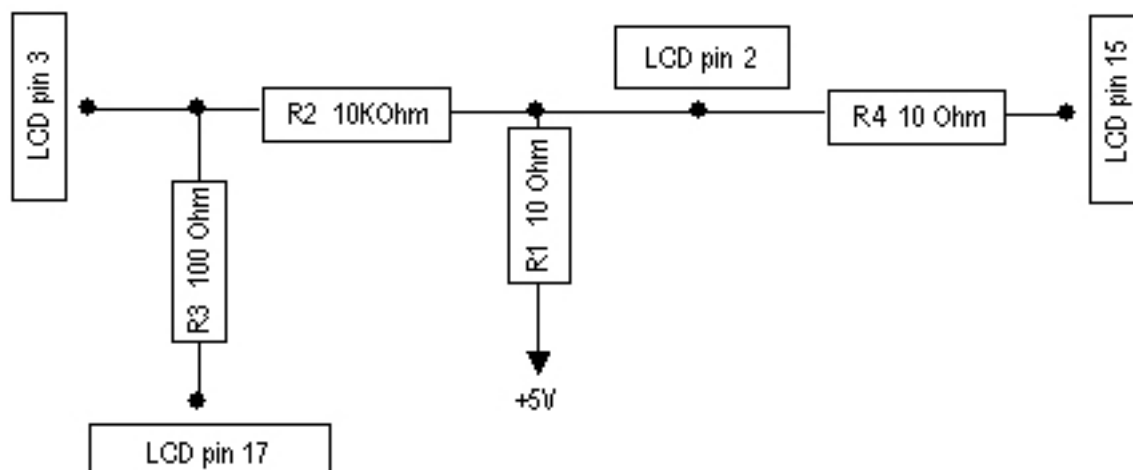 LCD pin 3
R2 10KOhm
LCD pin 2
R4 10 Ohm
LCD pin 15
R3 100 Ohm
R1 10 Ohm
+5V
LCD pin 17